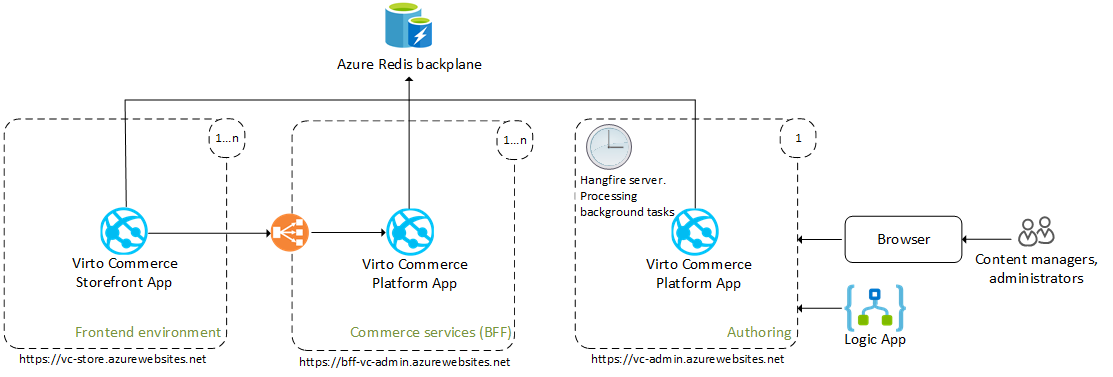 Azure Redis backplane
1...n
1...n
1
Hangfire server.
Processing
background tasks
Virto Commerce
Storefront App
Virto Commerce
Platform App
Virto Commerce
Platform App
Browser
Content managers,
administrators
Logic App
Frontend environment
Commerce services (BFF)
Authoring
https://vc-store.azurewebsites.net
https://bff-vc-admin.azurewebsites.net
https://vc-admin.azurewebsites.net